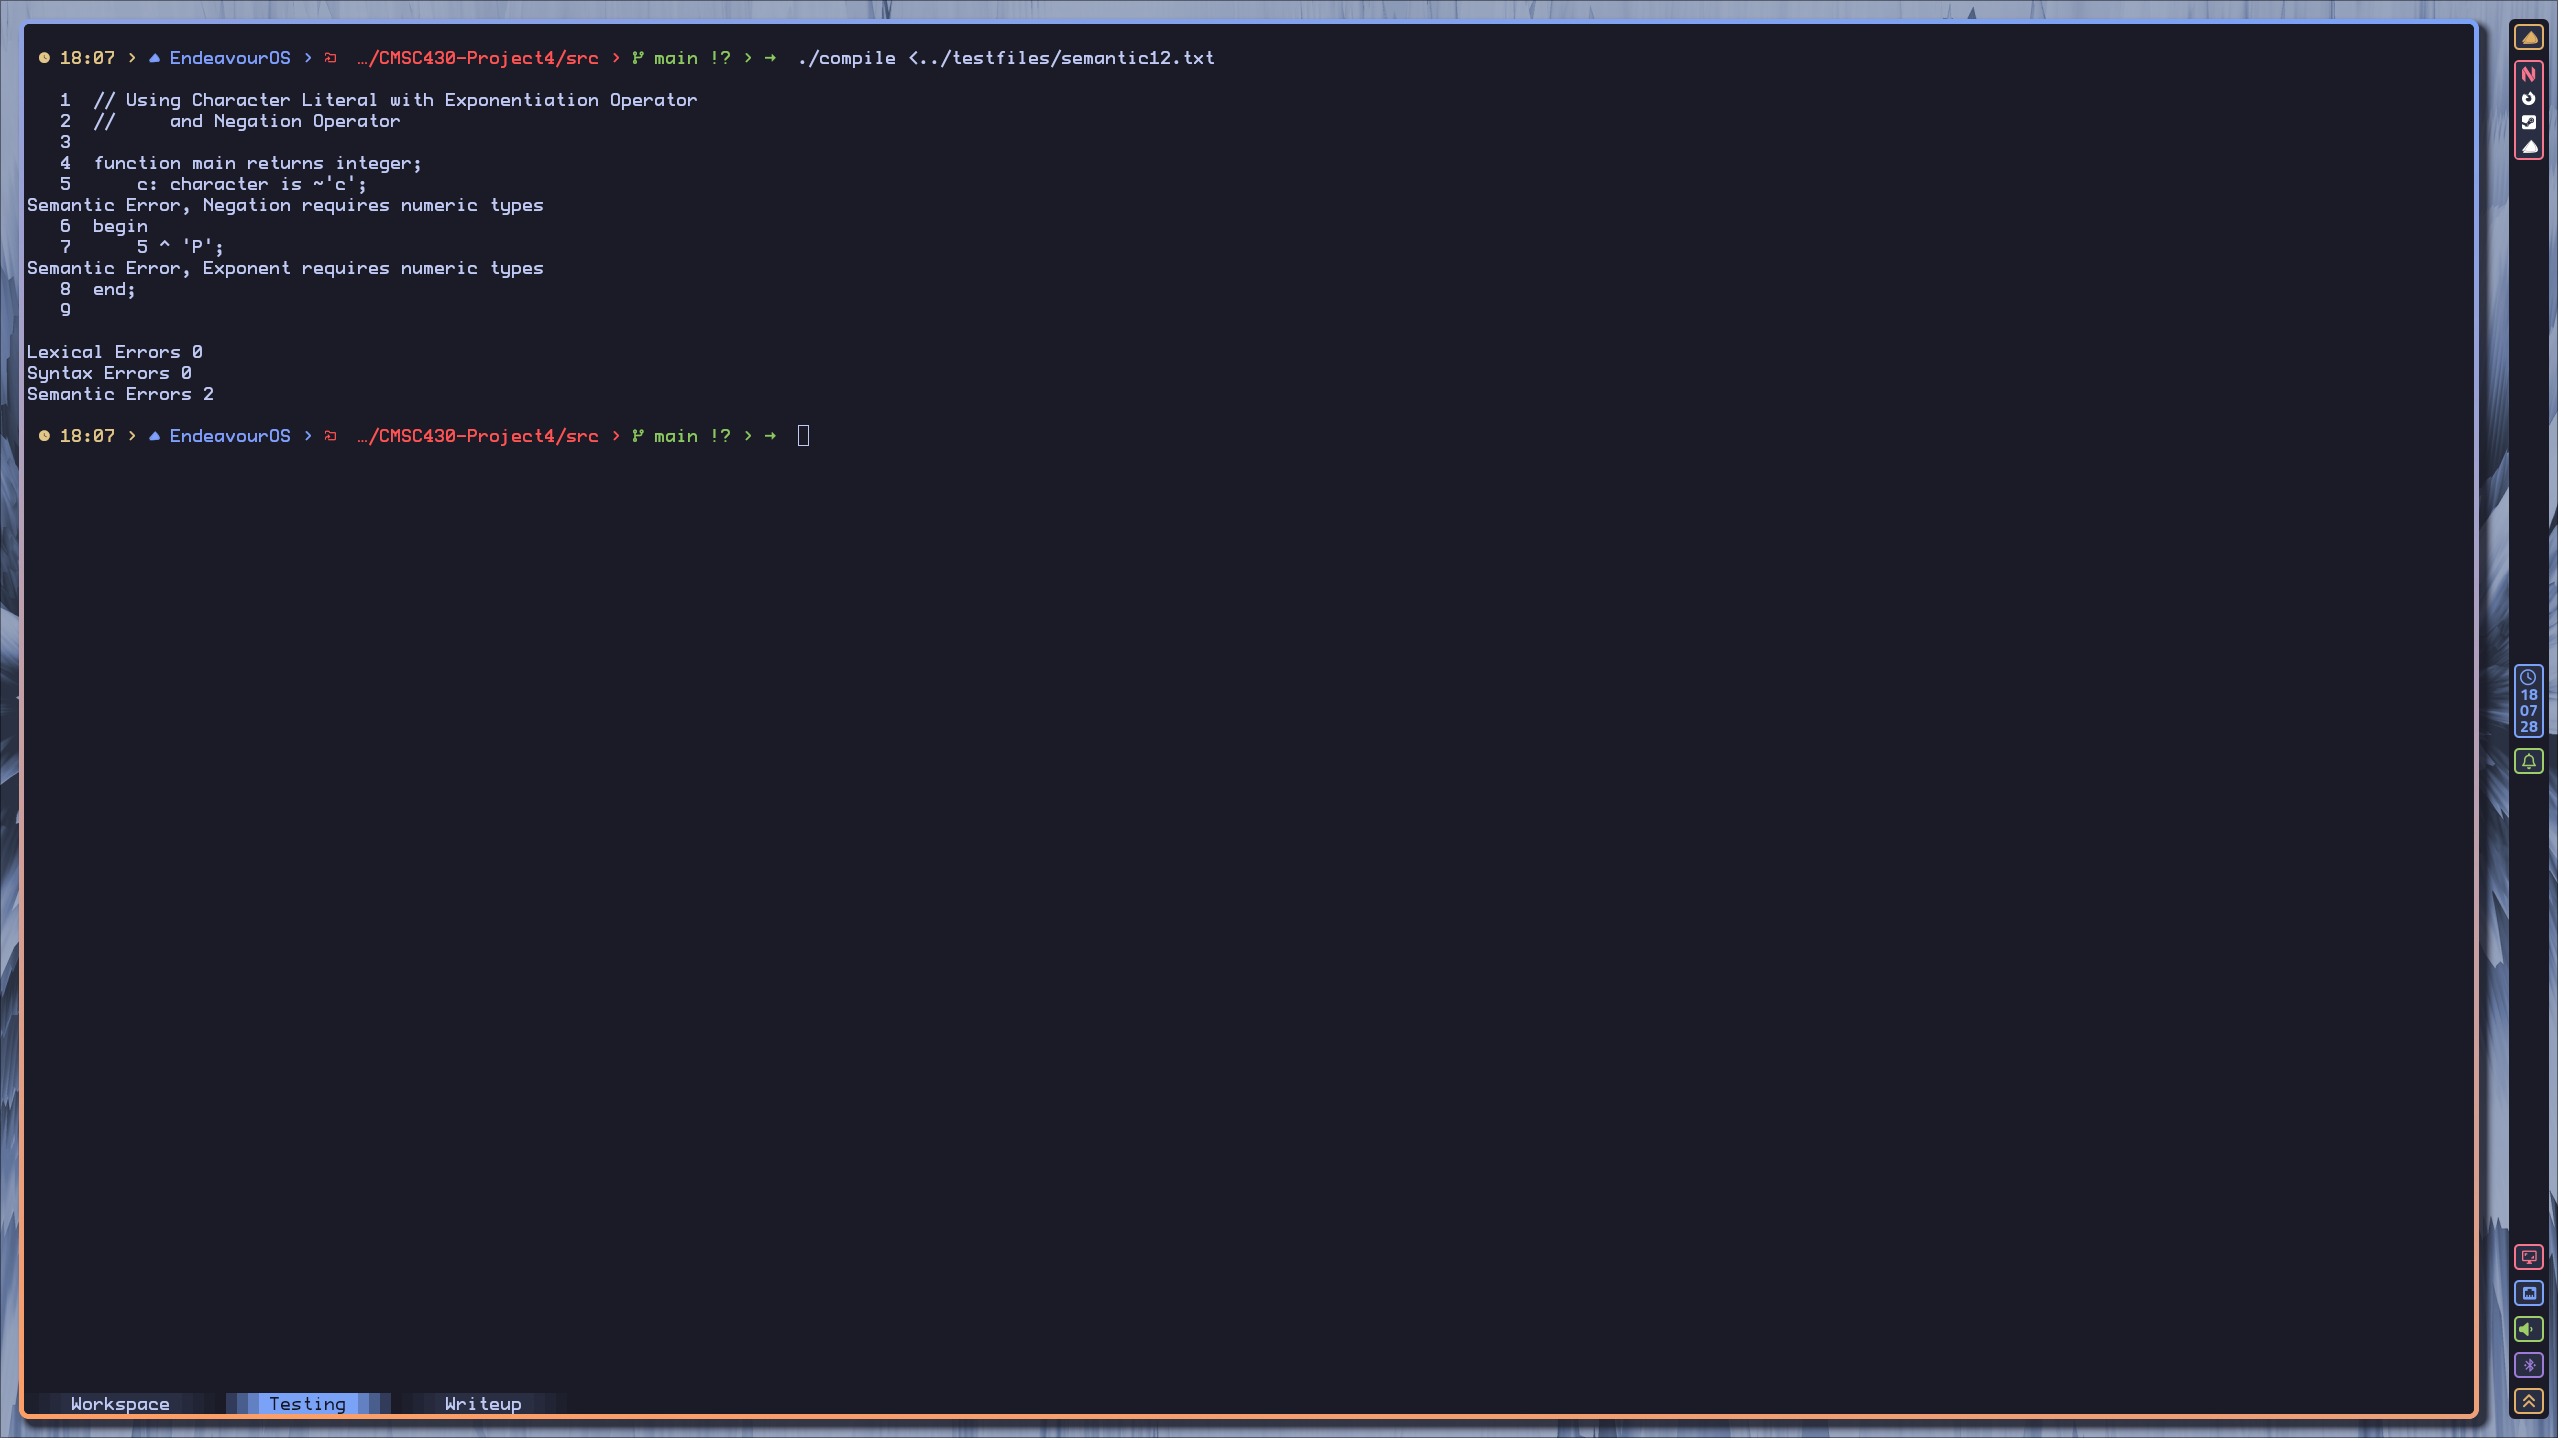 18:07 > EndeavourOS > …/CMSC430-Project4/src > main !? > → ./compile <../testfiles/semantic12.txt
1  // Using Character Literal with Exponentiation Operator
2  //     and Negation Operator
3
4  function main returns integer;
5      c: character is ~'c';
Semantic Error, Negation requires numeric types
6  begin
7      5 ^ 'P';
Semantic Error, Exponent requires numeric types
8  end;
9
Lexical Errors 0
Syntax Errors 0
Semantic Errors 2
18:07 > EndeavourOS > …/CMSC430-Project4/src > main !? > →
Workspace Testing Writeup
18
07
28